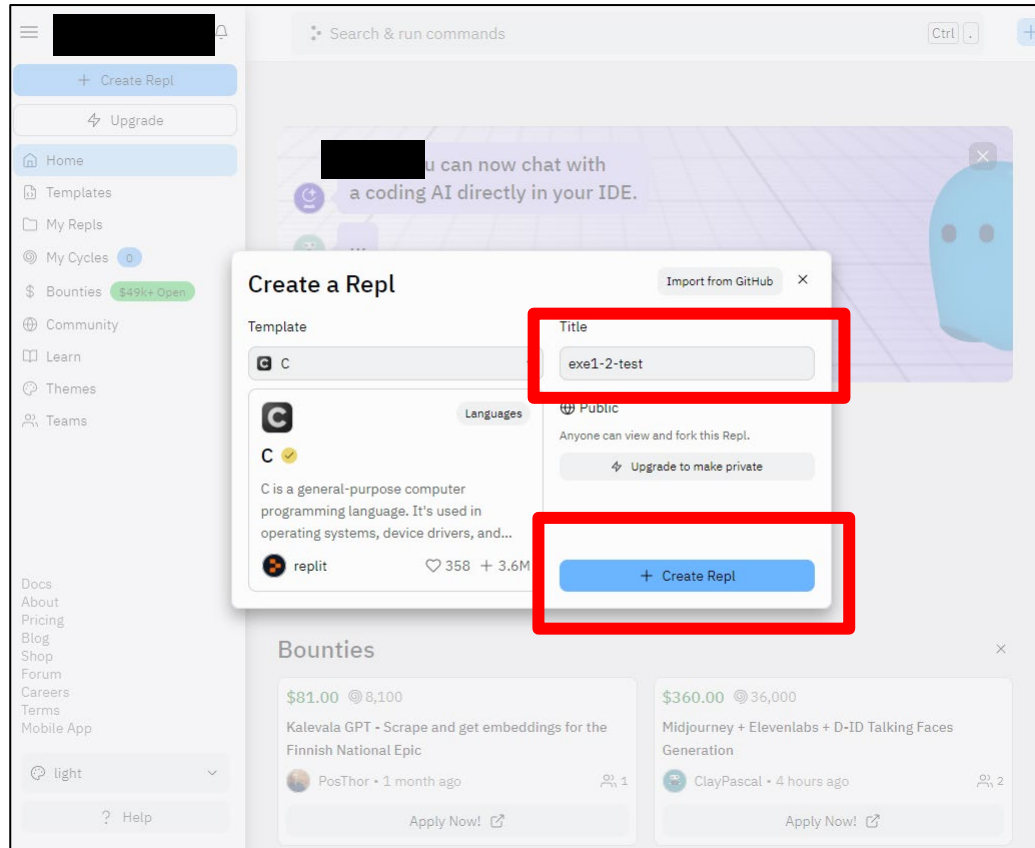 Search & run commands
Ctrl .
+ Create Repl
Upgrade
Home
Templates
My Repls
My Cycles 0
$ Bounties $49k+ Open
Community
Learn
Themes
Teams
Docs
About
Pricing
Blog
Shop
Forum
Careers
Terms
Mobile App
light
? Help
u can now chat with
a coding AI directly in your IDE.
...
Create a Repl
Import from GitHub
Template
C
C
Languages
C
C is a general-purpose computer
programming language. It's used in
operating systems, device drivers, and...
replit
358 + 3.6M
Title
exe1-2-test
Public
Anyone can view and fork this Repl.
Upgrade to make private
+ Create Repl
Bounties
$81.00 8,100
Kalevala GPT - Scrape and get embeddings for the
Finnish National Epic
PosThor • 1 month ago
1
Apply Now!
$360.00 36,000
Midjourney + Elevenlabs + D-ID Talking Faces
Generation
ClayPascal • 4 hours ago
2
Apply Now!